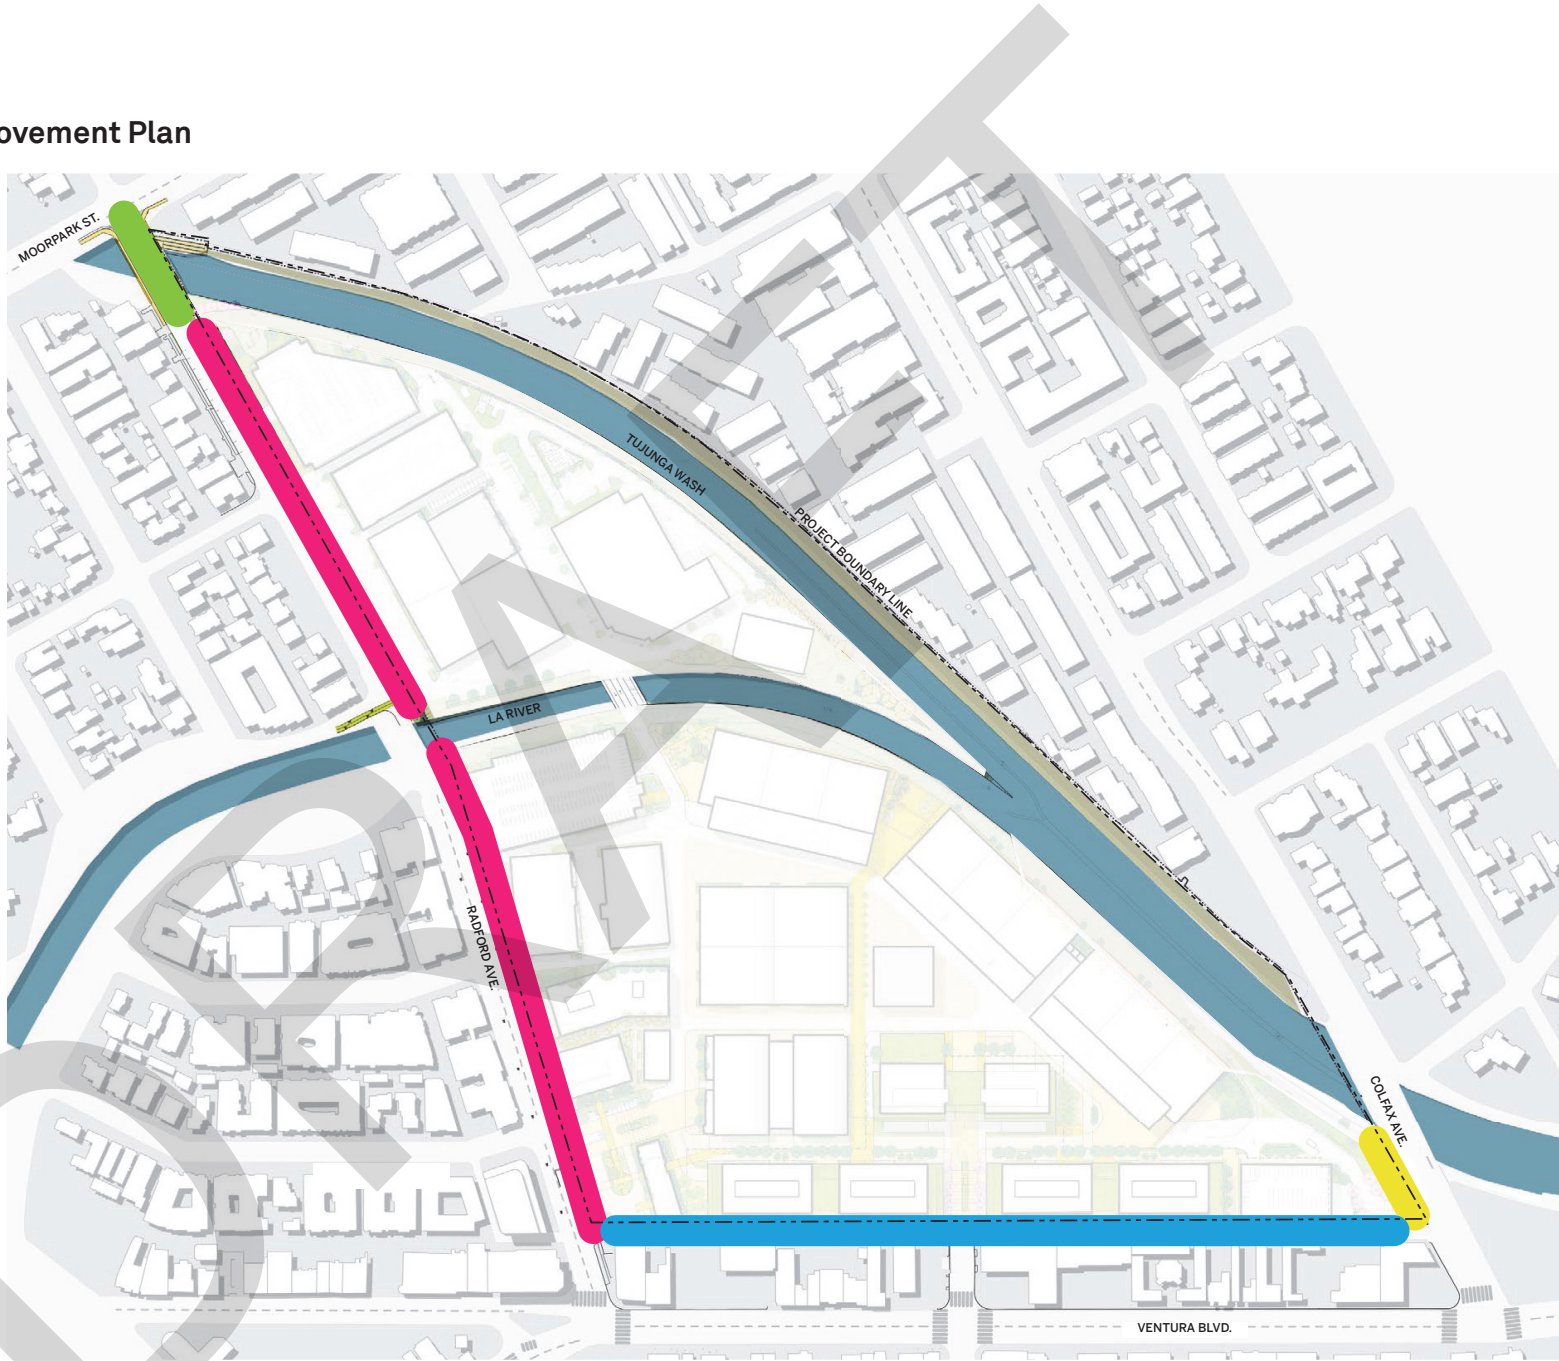 ovement Plan
MOORPARK ST.
TUJUNGA WASH
PROJECT BOUNDARY LINE
LA RIVER
RADFORD AVE.
COLFAX AVE.
VENTURA BLVD.
DRAFT